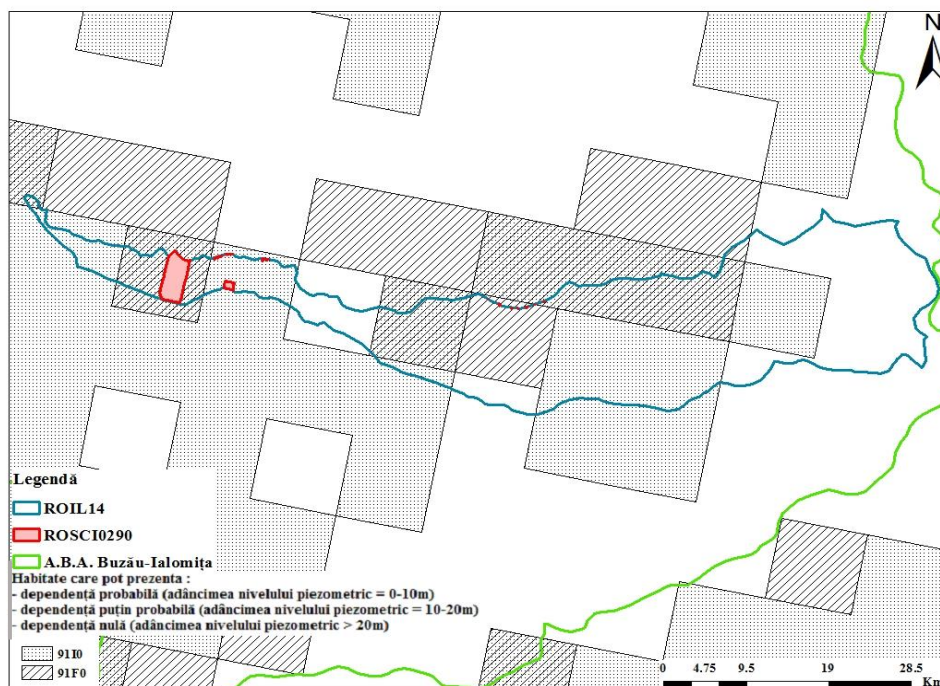 N
Legendă
ROIL14
ROSCI0290
A.B.A. Buzău-Ialomița
Habitate care pot prezenta :
- dependență probabilă (adâncimea nivelului piezometric = 0-10m)
- dependență puțin probabilă (adâncimea nivelului piezometric = 10-20m)
- dependență nulă (adâncimea nivelului piezometric > 20m)
91I0
91F0
0 4.75 9.5 19 28.5
Km